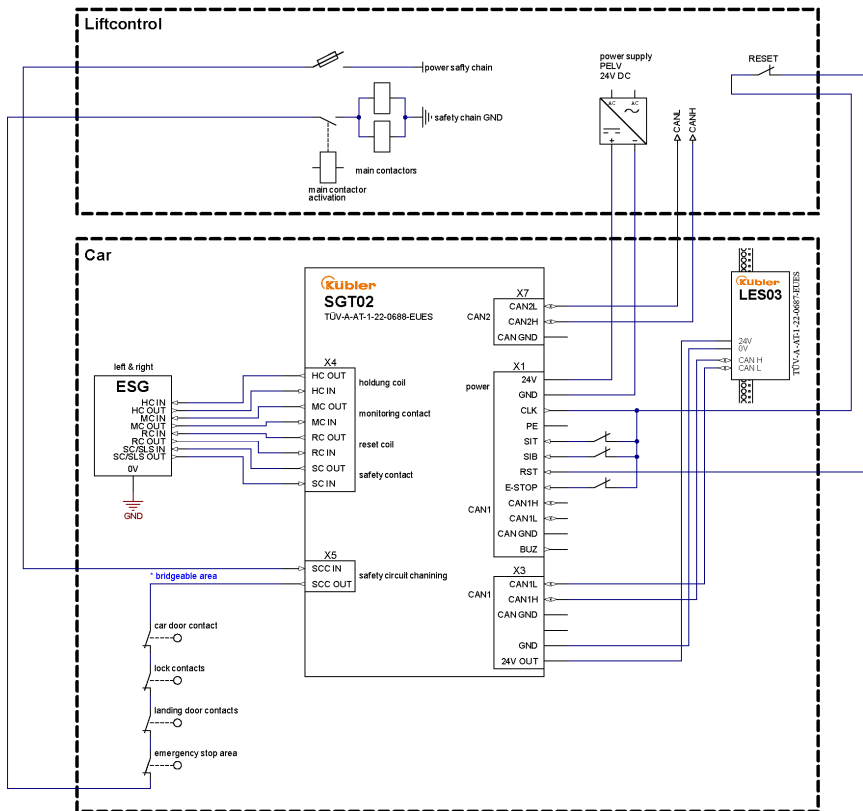 Liftcontrol
power safty chain
safety chain GND
main contactors
main contactor
activation
power supply
PELV
24V DC
AC
AC
+
−
CANL
CANH
RESET
Car
Kübler
SGT02
TÜV-A-AT-1-22-0688-EUES
X7
CAN2
CAN2L
CAN2H
CAN GND
Kübler
LES03
TÜV-A-AT-1-22-0687-EUES
24V
0V
CAN H
CAN L
left & right
ESG
HC IN
HC OUT
MC IN
MC OUT
RC IN
RC OUT
SC/SLS IN
SC/SLS OUT
0V
GND
X4
HC OUT
HC IN
MC OUT
MC IN
RC OUT
RC IN
SC OUT
SC IN
holdung coil
monitoring contact
reset coil
safety contact
X1
power
24V
GND
CLK
PE
SIT
SIB
RST
E-STOP
CAN1
CAN1H
CAN1L
CAN GND
BUZ
X5
SCC IN
SCC OUT
safety circuit chanining
X3
CAN1
CAN1L
CAN1H
CAN GND
GND
24V OUT
* bridgeable area
car door contact
lock contacts
landing door contacts
emergency stop area